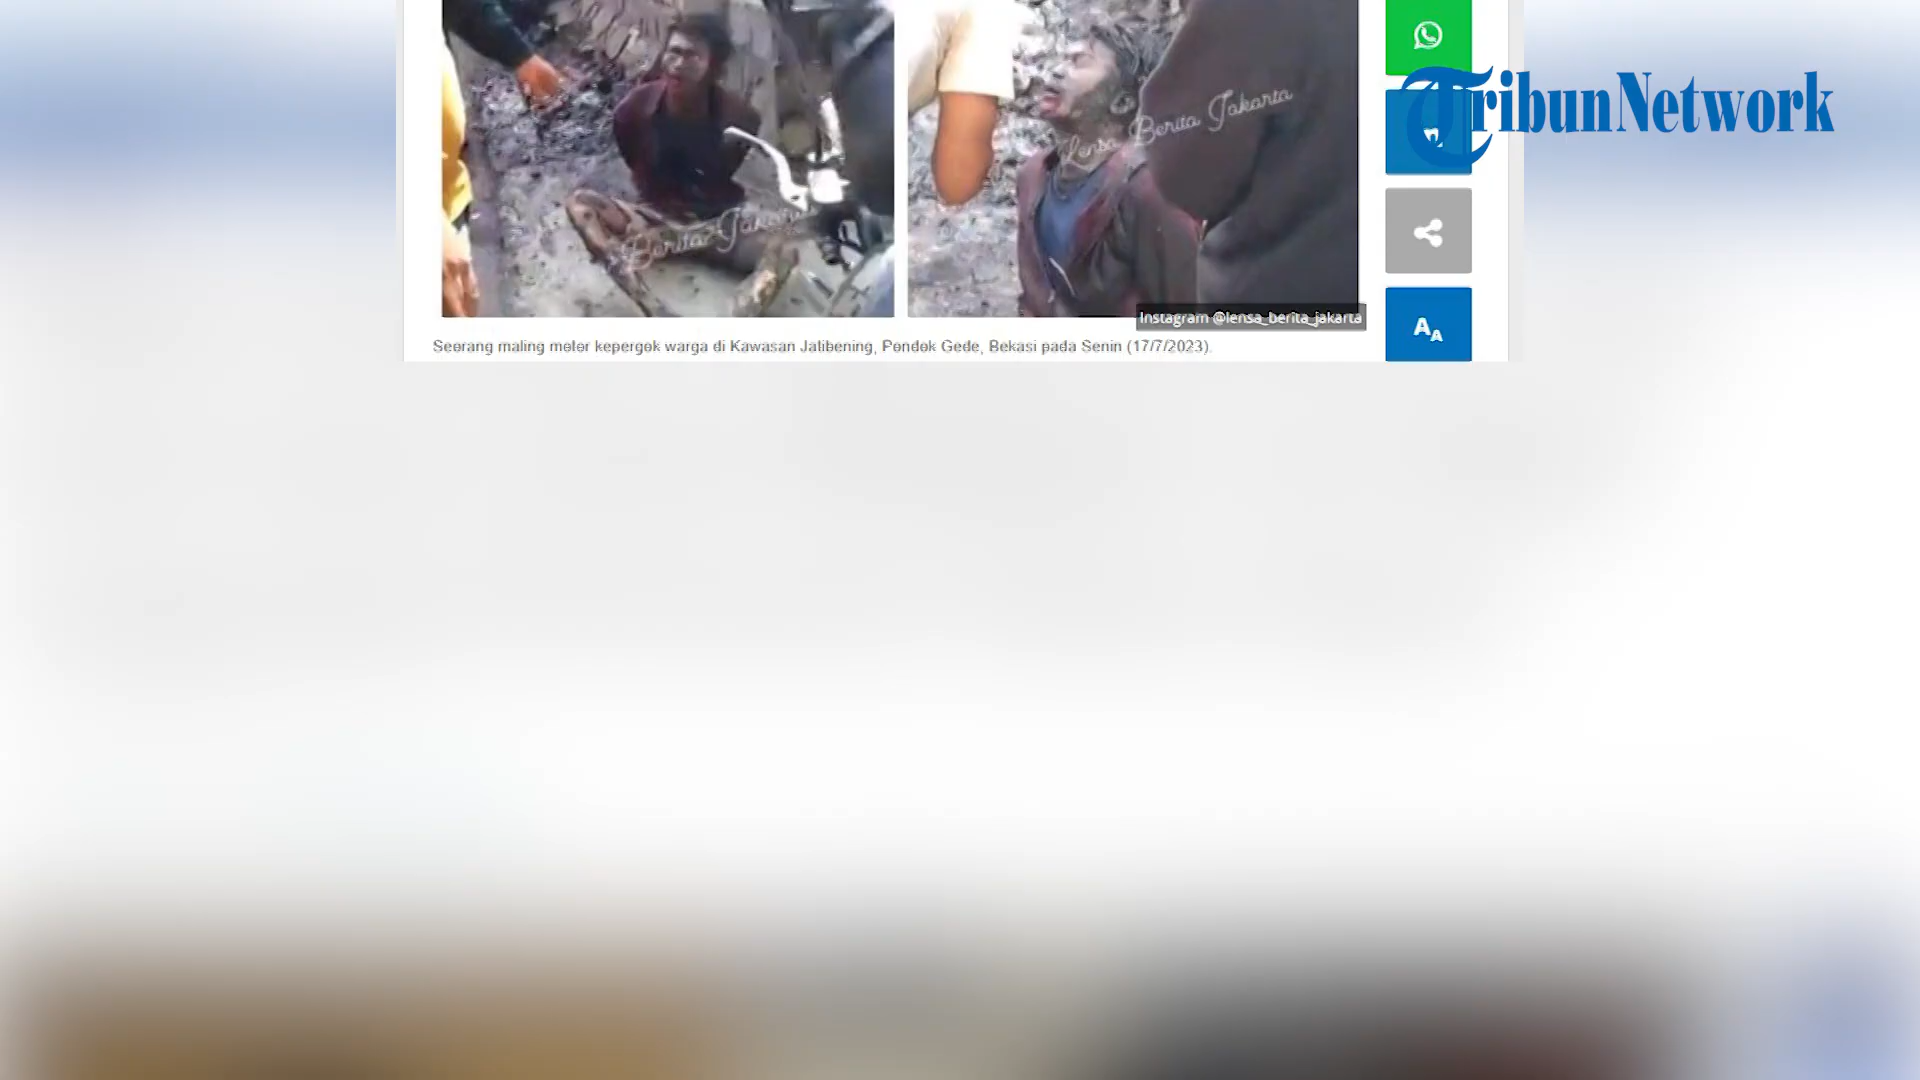 TribunNetwork
Lensa Berita Jakarta
Berita Jakarta
Instagram @lensa_berita_jakarta
AA
Seorang maling motor kepergok warga di Kawasan Jatibening, Pondok Gede, Bekasi pada Senin (17/7/2023).